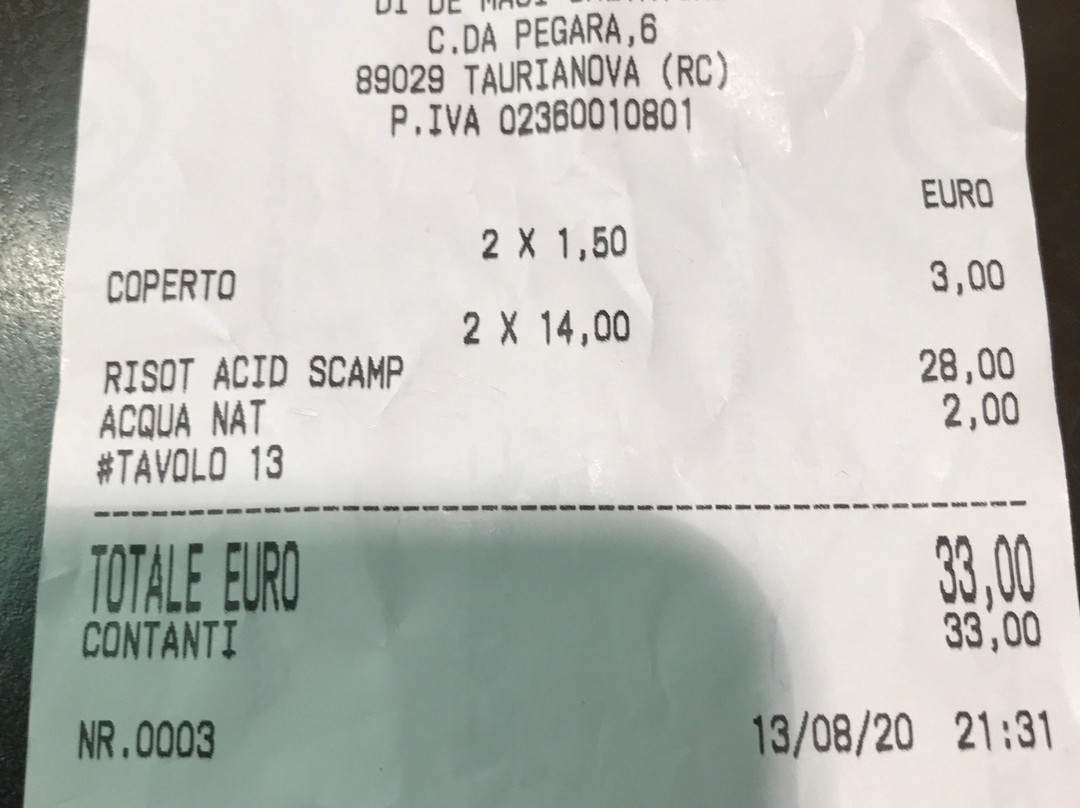 DI DE
C.DA PEGARA,6
89029 TAURIANOVA (RC)
P.IVA 02360010801
EURO
2 X 1,50
COPERTO 3,00
2 X 14,00
RISOT ACID SCAMP 28,00
ACQUA NAT 2,00
#TAVOLO 13
TOTALE EURO 33,00
CONTANTI 33,00
NR.0003 13/08/20 21:31